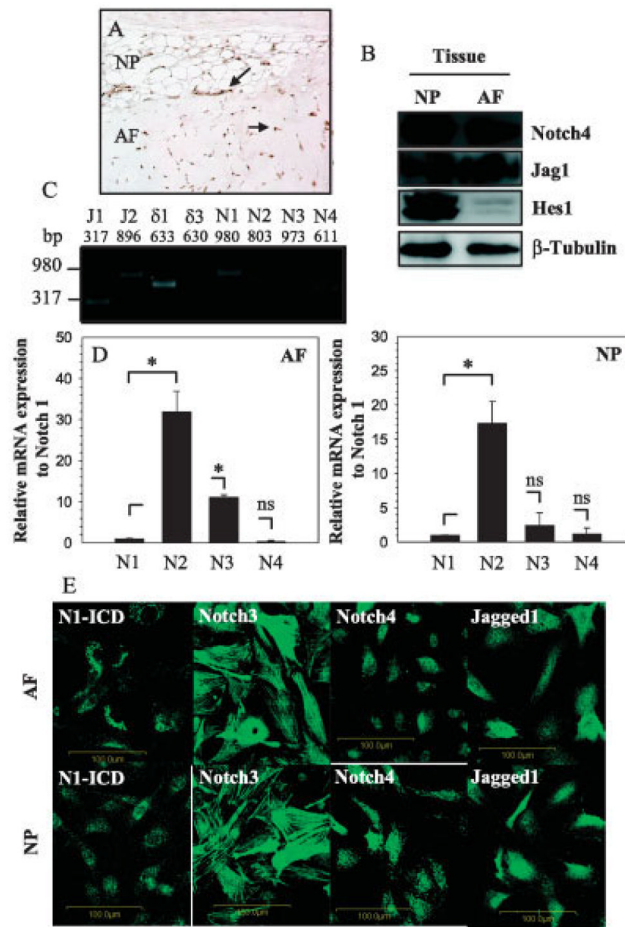 A
NP
AF
B
Tissue
NP AF
Notch4
Jag1
Hes1
β-Tubulin
C
J1 J2 δ1 δ3 N1 N2 N3 N4
bp 317 896 633 630 980 803 973 611
980
317
D
AF
Relative mRNA expression
to Notch 1
50
40
30
20
10
0
*
*
ns
N1 N2 N3 N4
NP
Relative mRNA expression
to Notch 1
30
25
20
15
10
5
0
*
ns
ns
N1 N2 N3 N4
E
AF
N1-ICD Notch3 Notch4 Jagged1
100.0µm 100.0µm 100.0µm 100.0µm
NP
N1-ICD Notch3 Notch4 Jagged1
100.0µm 100.0µm 100.0µm